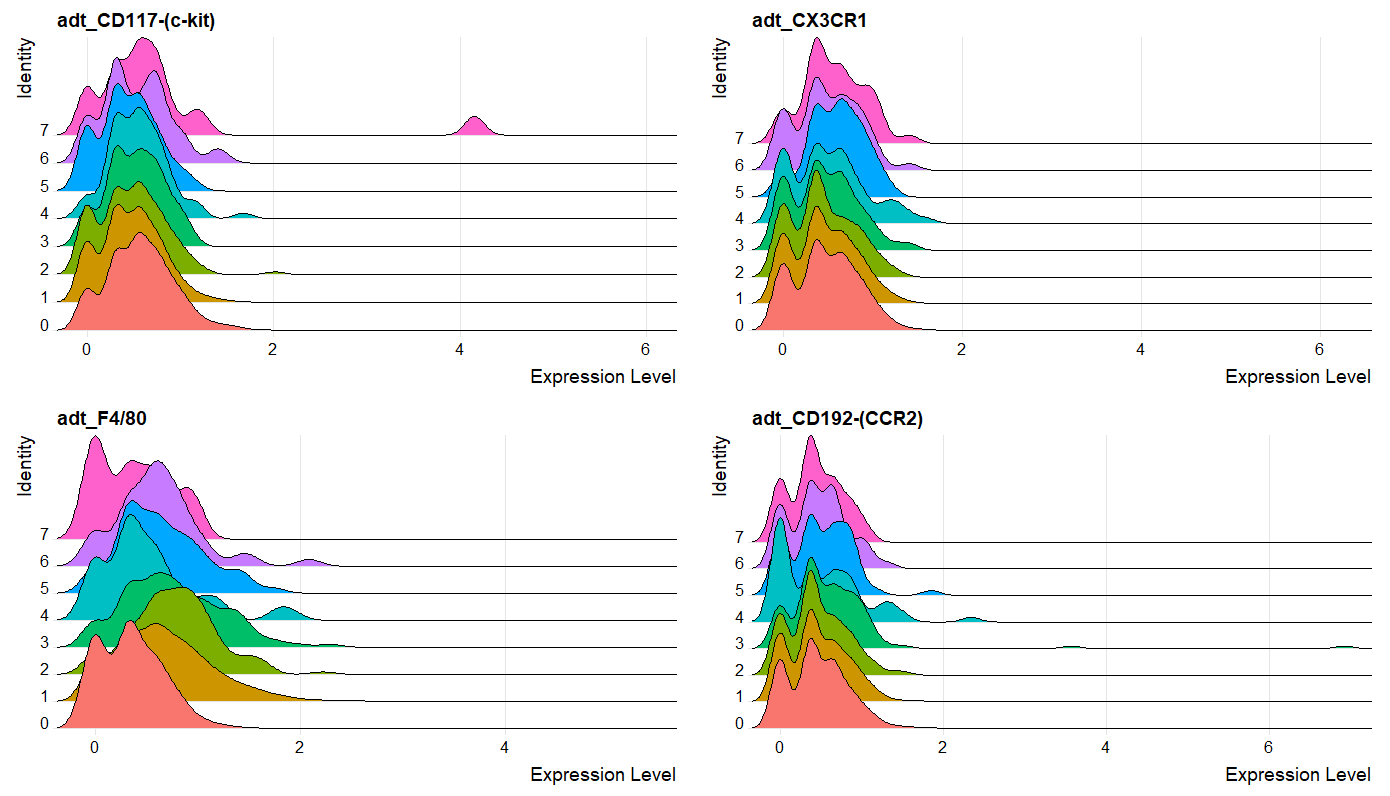 adt_CD117-(c-kit)
Identity
7
6
5
4
3
2
1
0
0 2 4 6
Expression Level
adt_CX3CR1
Identity
7
6
5
4
3
2
1
0
0 2 4 6
Expression Level
adt_F4/80
Identity
7
6
5
4
3
2
1
0
0 2 4
Expression Level
adt_CD192-(CCR2)
Identity
7
6
5
4
3
2
1
0
0 2 4 6
Expression Level